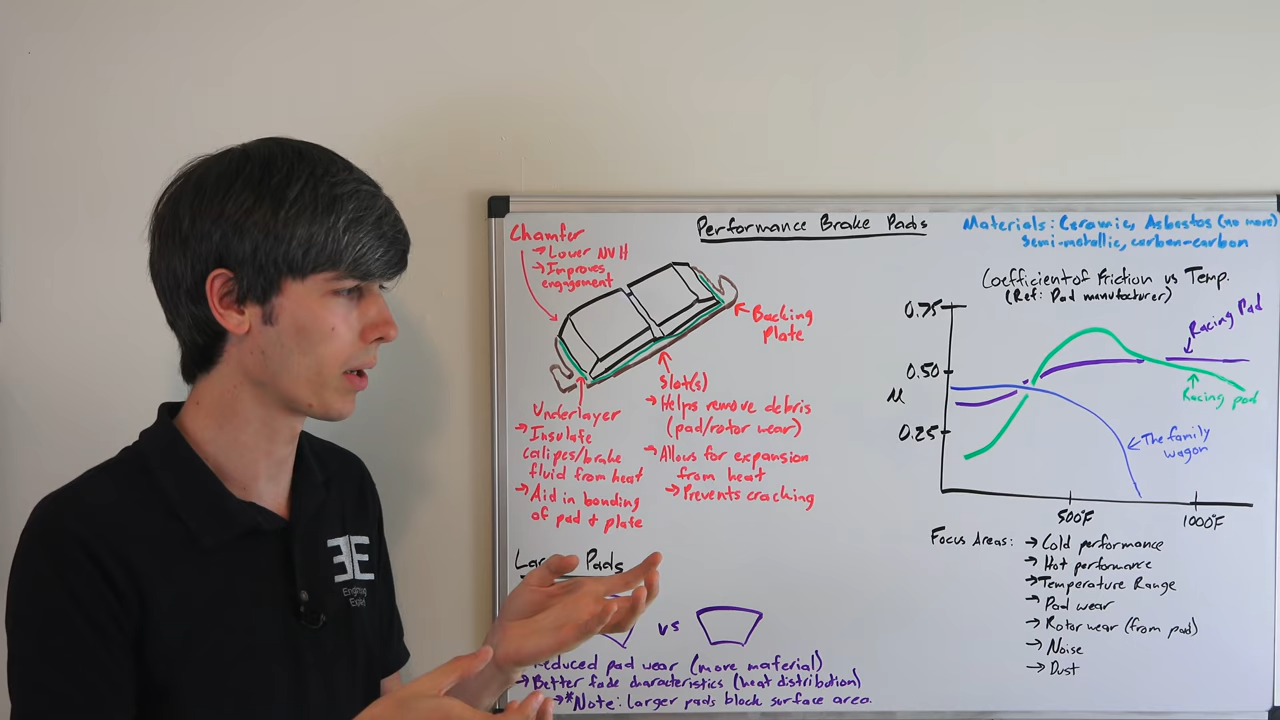 Performance Brake Pads
Materials: Ceramic, Asbestos (no more)
Semi-metallic, carbon-carbon
Chamfer
→ Lower NVH
→ Improves
engagement
Backing
plate
Underlayer
→ Insulate
calipes/brake
fluid from heat
→ Aid in bonding
of pad + plate
Slot(s)
→ Helps remove debris
(pad/rotor wear)
→ Allows for expansion
from heat
→ Prevents cracking
Coefficient of Friction vs Temp.
(Ref: Pad manufacturer)
0.75
0.50
μ
0.25
500°F
1000°F
Racing Pad
Racing pad
The family
wagon
Focus Areas: → Cold performance
→ Hot performance
→ Temperature Range
→ Pad wear
→ Rotor wear (from pad)
→ Noise
→ Dust
Pads
vs
Reduced pad wear (more material)
→ Better fade characteristics (heat distribution)
→ *Note: Larger pads block surface area.